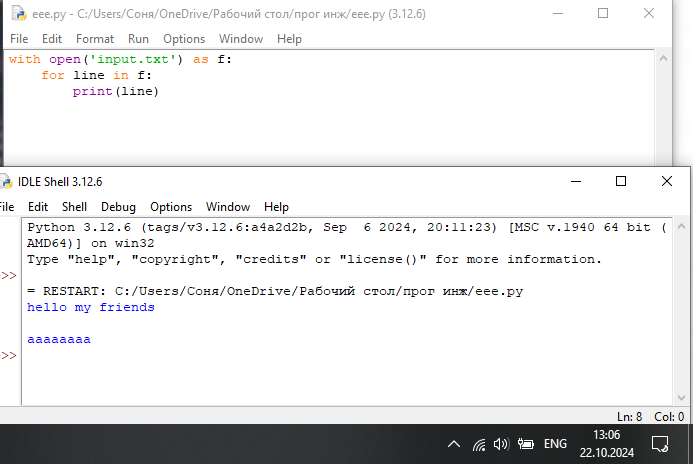 eee.py - C:/Users/Соня/OneDrive/Рабочий стол/прог инж/eee.py (3.12.6)
File Edit Format Run Options Window Help
with open('input.txt') as f:
    for line in f:
        print(line)
IDLE Shell 3.12.6
File Edit Shell Debug Options Window Help
Python 3.12.6 (tags/v3.12.6:a4a2d2b, Sep  6 2024, 20:11:23) [MSC v.1940 64 bit (
AMD64)] on win32
Type "help", "copyright", "credits" or "license()" for more information.
>>>
= RESTART: C:/Users/Соня/OneDrive/Рабочий стол/прог инж/eee.py
hello my friends
aaaaaaaa
>>>
Ln: 8 Col: 0
ENG
13:06
22.10.2024